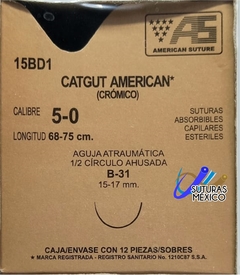 AS
AMERICAN SUTURE
15BD1
CATGUT AMERICAN*
(CRÓMICO)
CALIBRE 5-0
LONGITUD 68-75 cm.
SUTURAS
ABSORBIBLES
CAPILARES
ESTERILES
AGUJA ATRAUMÁTICA
1/2 CÍRCULO AHUSADA
B-31
15-17 mm.
SUTURAS
MÉXICO
CAJA/ENVASE CON 12 PIEZAS/SOBRES
* MARCA REGISTRADA - REGISTRO SANITARIO No. 1210C87 S.S.A.